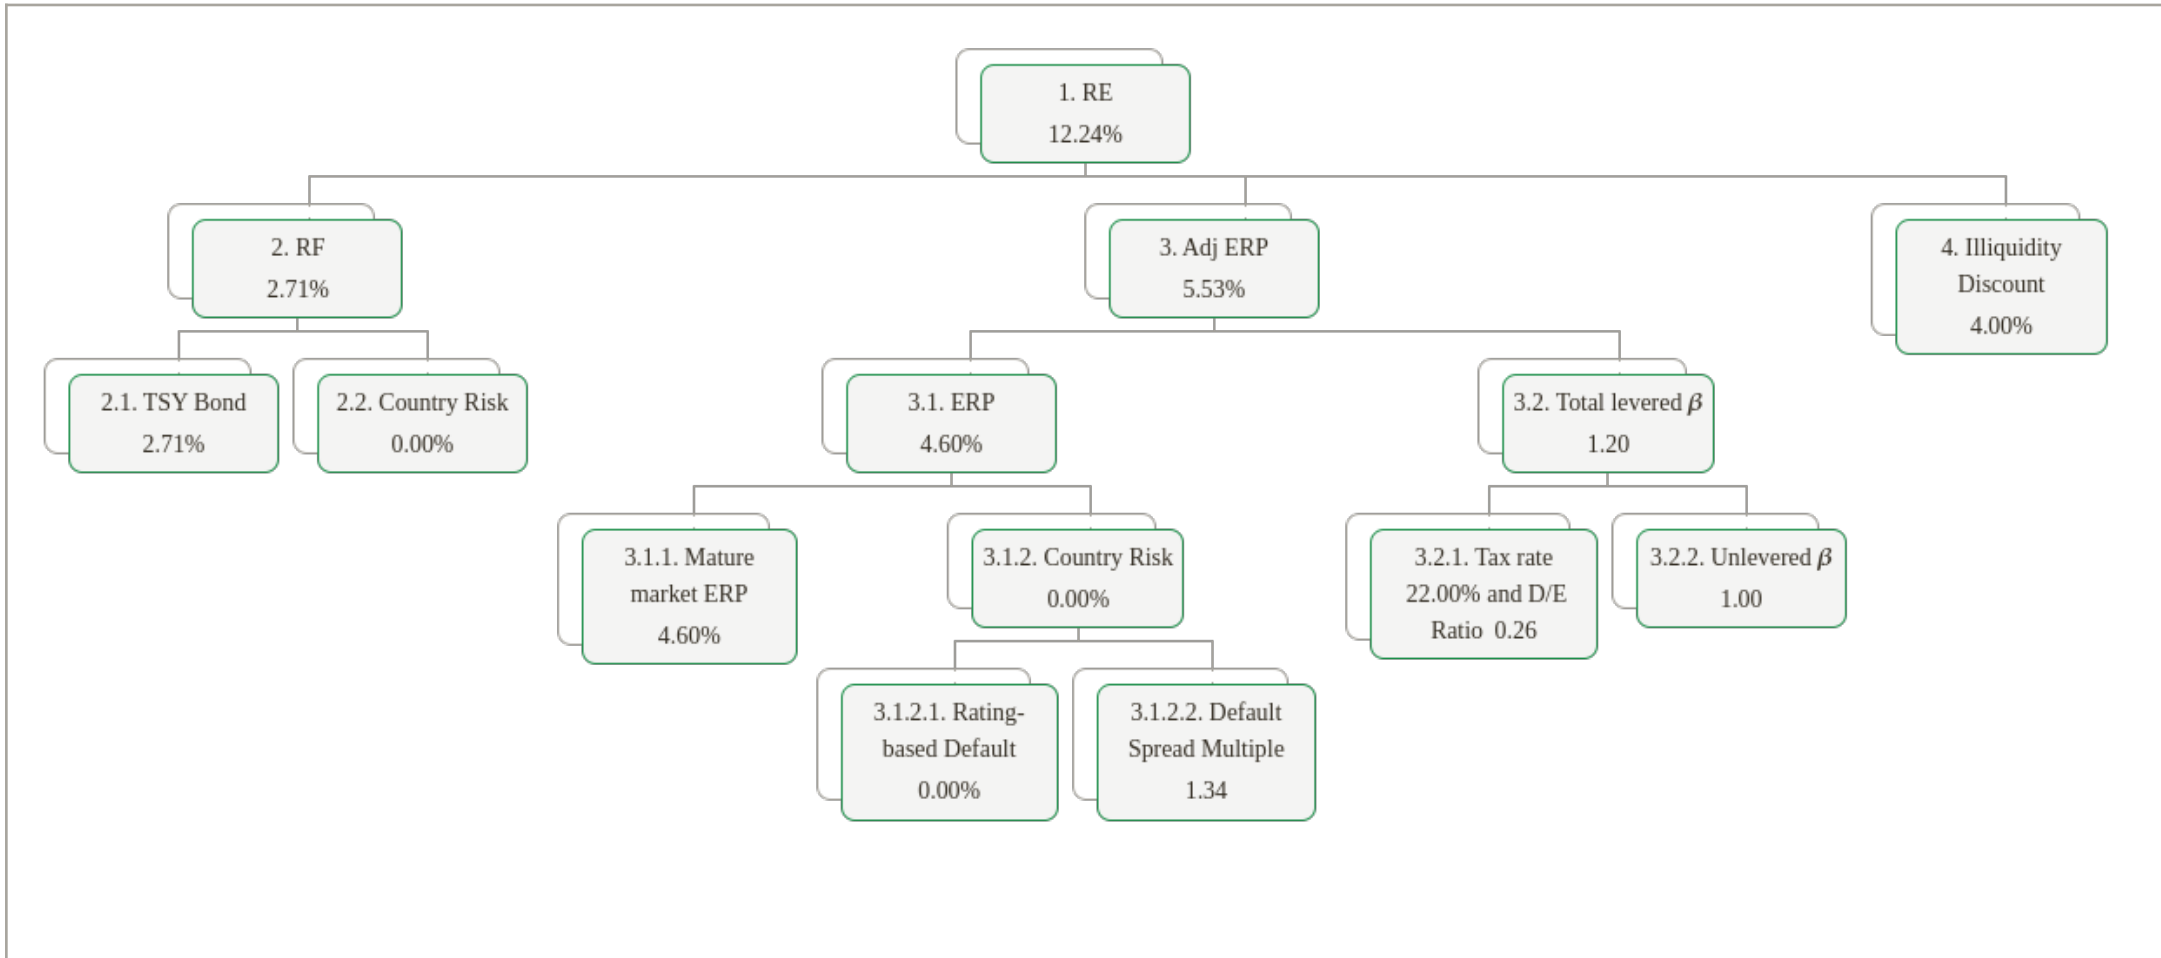 1. RE
12.24%
2. RF
2.71%
3. Adj ERP
5.53%
4. Illiquidity
Discount
4.00%
2.1. TSY Bond
2.71%
2.2. Country Risk
0.00%
3.1. ERP
4.60%
3.2. Total levered β
1.20
3.1.1. Mature
market ERP
4.60%
3.1.2. Country Risk
0.00%
3.2.1. Tax rate
22.00% and D/E
Ratio 0.26
3.2.2. Unlevered β
1.00
3.1.2.1. Rating-
based Default
0.00%
3.1.2.2. Default
Spread Multiple
1.34